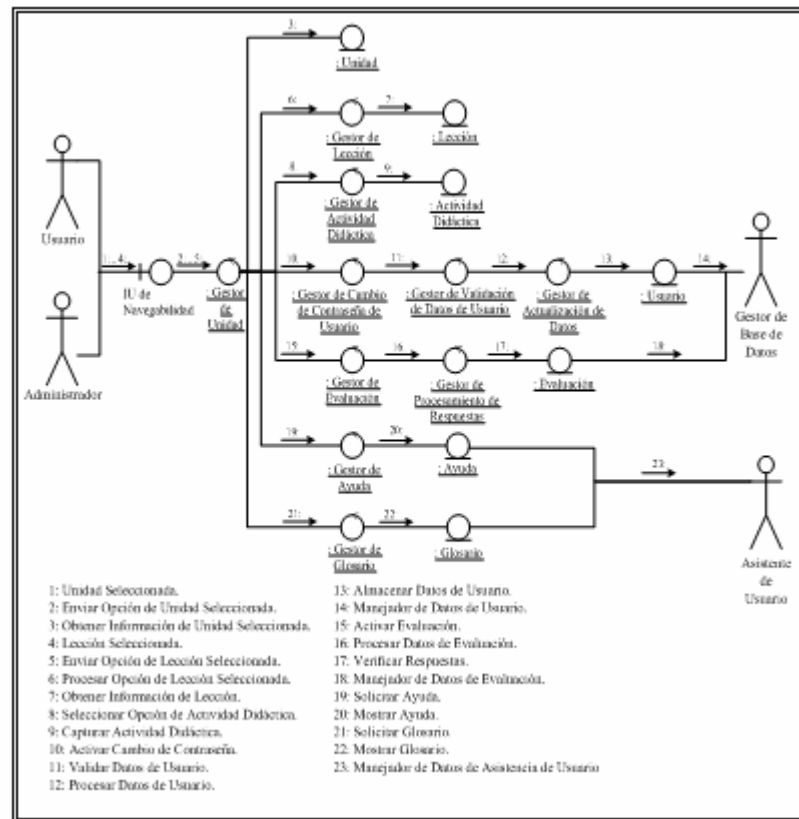 3:
: Unidad
6:
7:
: Gestor de
Lección
: Lección
8
9:
: Gestor de
Actividad
Didáctica
: Actividad
Didáctica
Usuario
1:, 4:
2:, 5:
IU de
Navegabilidad
: Gestor
de
Unidad
10:
11:
12:
13:
14:
: Gestor de Cambio
de Contraseña de
Usuario
: Gestor de Validación
de Datos de Usuario
: Gestor de
Actualización de
Datos
: Usuario
Gestor de
Base de
Datos
Administrador
15:
16
17:
18:
: Gestor de
Evaluación
: Gestor de
Procesamiento de
Respuestas
: Evaluación
19:
20:
: Gestor de
Ayuda
: Ayuda
23:
21:
22
: Gestor de
Glosario
: Glosario
Asistente
de
Usuario
1: Unidad Seleccionada.
2: Enviar Opción de Unidad Seleccionada.
3: Obtener Información de Unidad Seleccionada.
4: Lección Seleccionada.
5: Enviar Opción de Lección Seleccionada.
6: Procesar Opción de Lección Seleccionada.
7: Obtener Información de Lección.
8: Seleccionar Opción de Actividad Didáctica.
9: Capturar Actividad Didáctica.
10: Activar Cambio de Contraseña.
11: Validar Datos de Usuario.
12: Procesar Datos de Usuario.
13: Almacenar Datos de Usuario.
14: Manejador de Datos de Usuario.
15: Activar Evaluación.
16: Procesar Datos de Evaluación.
17: Verificar Respuestas.
18: Manejador de Datos de Evaluación.
19: Solicitar Ayuda.
20: Mostrar Ayuda.
21: Solicitar Glosario.
22: Mostrar Glosario.
23: Manejador de Datos de Asistencia de Usuario